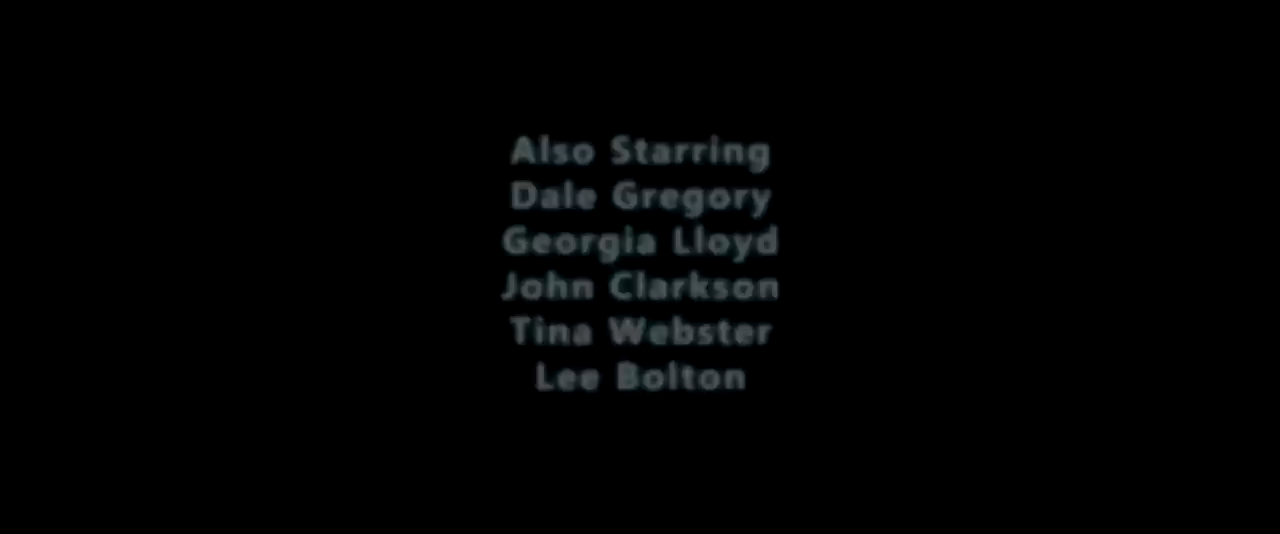 Also Starring
Dale Gregory
Georgia Lloyd
John Clarkson
Tina Webster
Lee Bolton